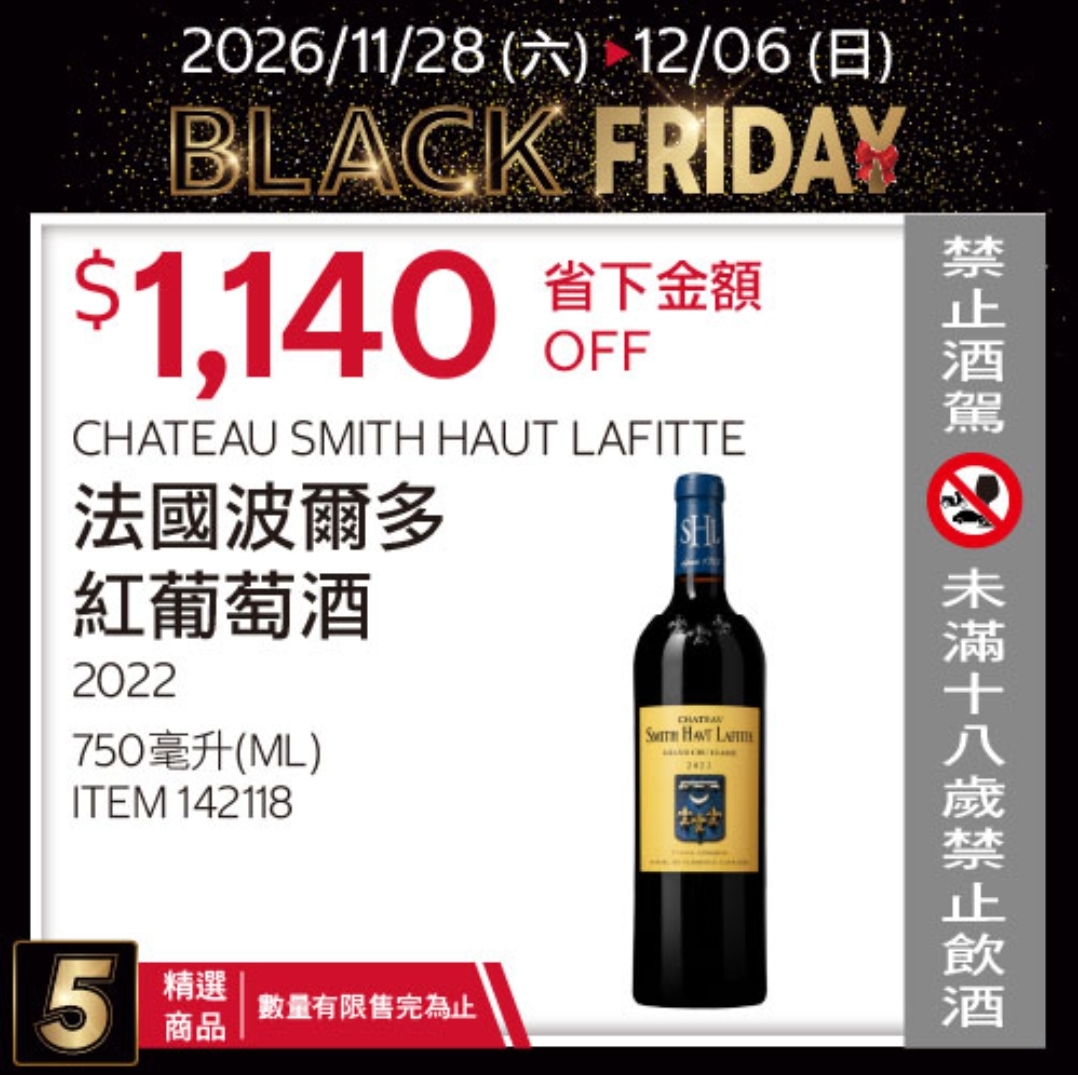 2026/11/28 (六) ▶ 12/06 (日)
BLACK FRIDAY
$1,140
省下金額
OFF
CHATEAU SMITH HAUT LAFITTE
法國波爾多
紅葡萄酒
2022
750毫升(ML)
ITEM 142118
SHL
CHATEAU
SMITH HAUT LAFITTE
2022
5
精選
商品
數量有限售完為止
禁止酒駕
未滿十八歲禁止飲酒